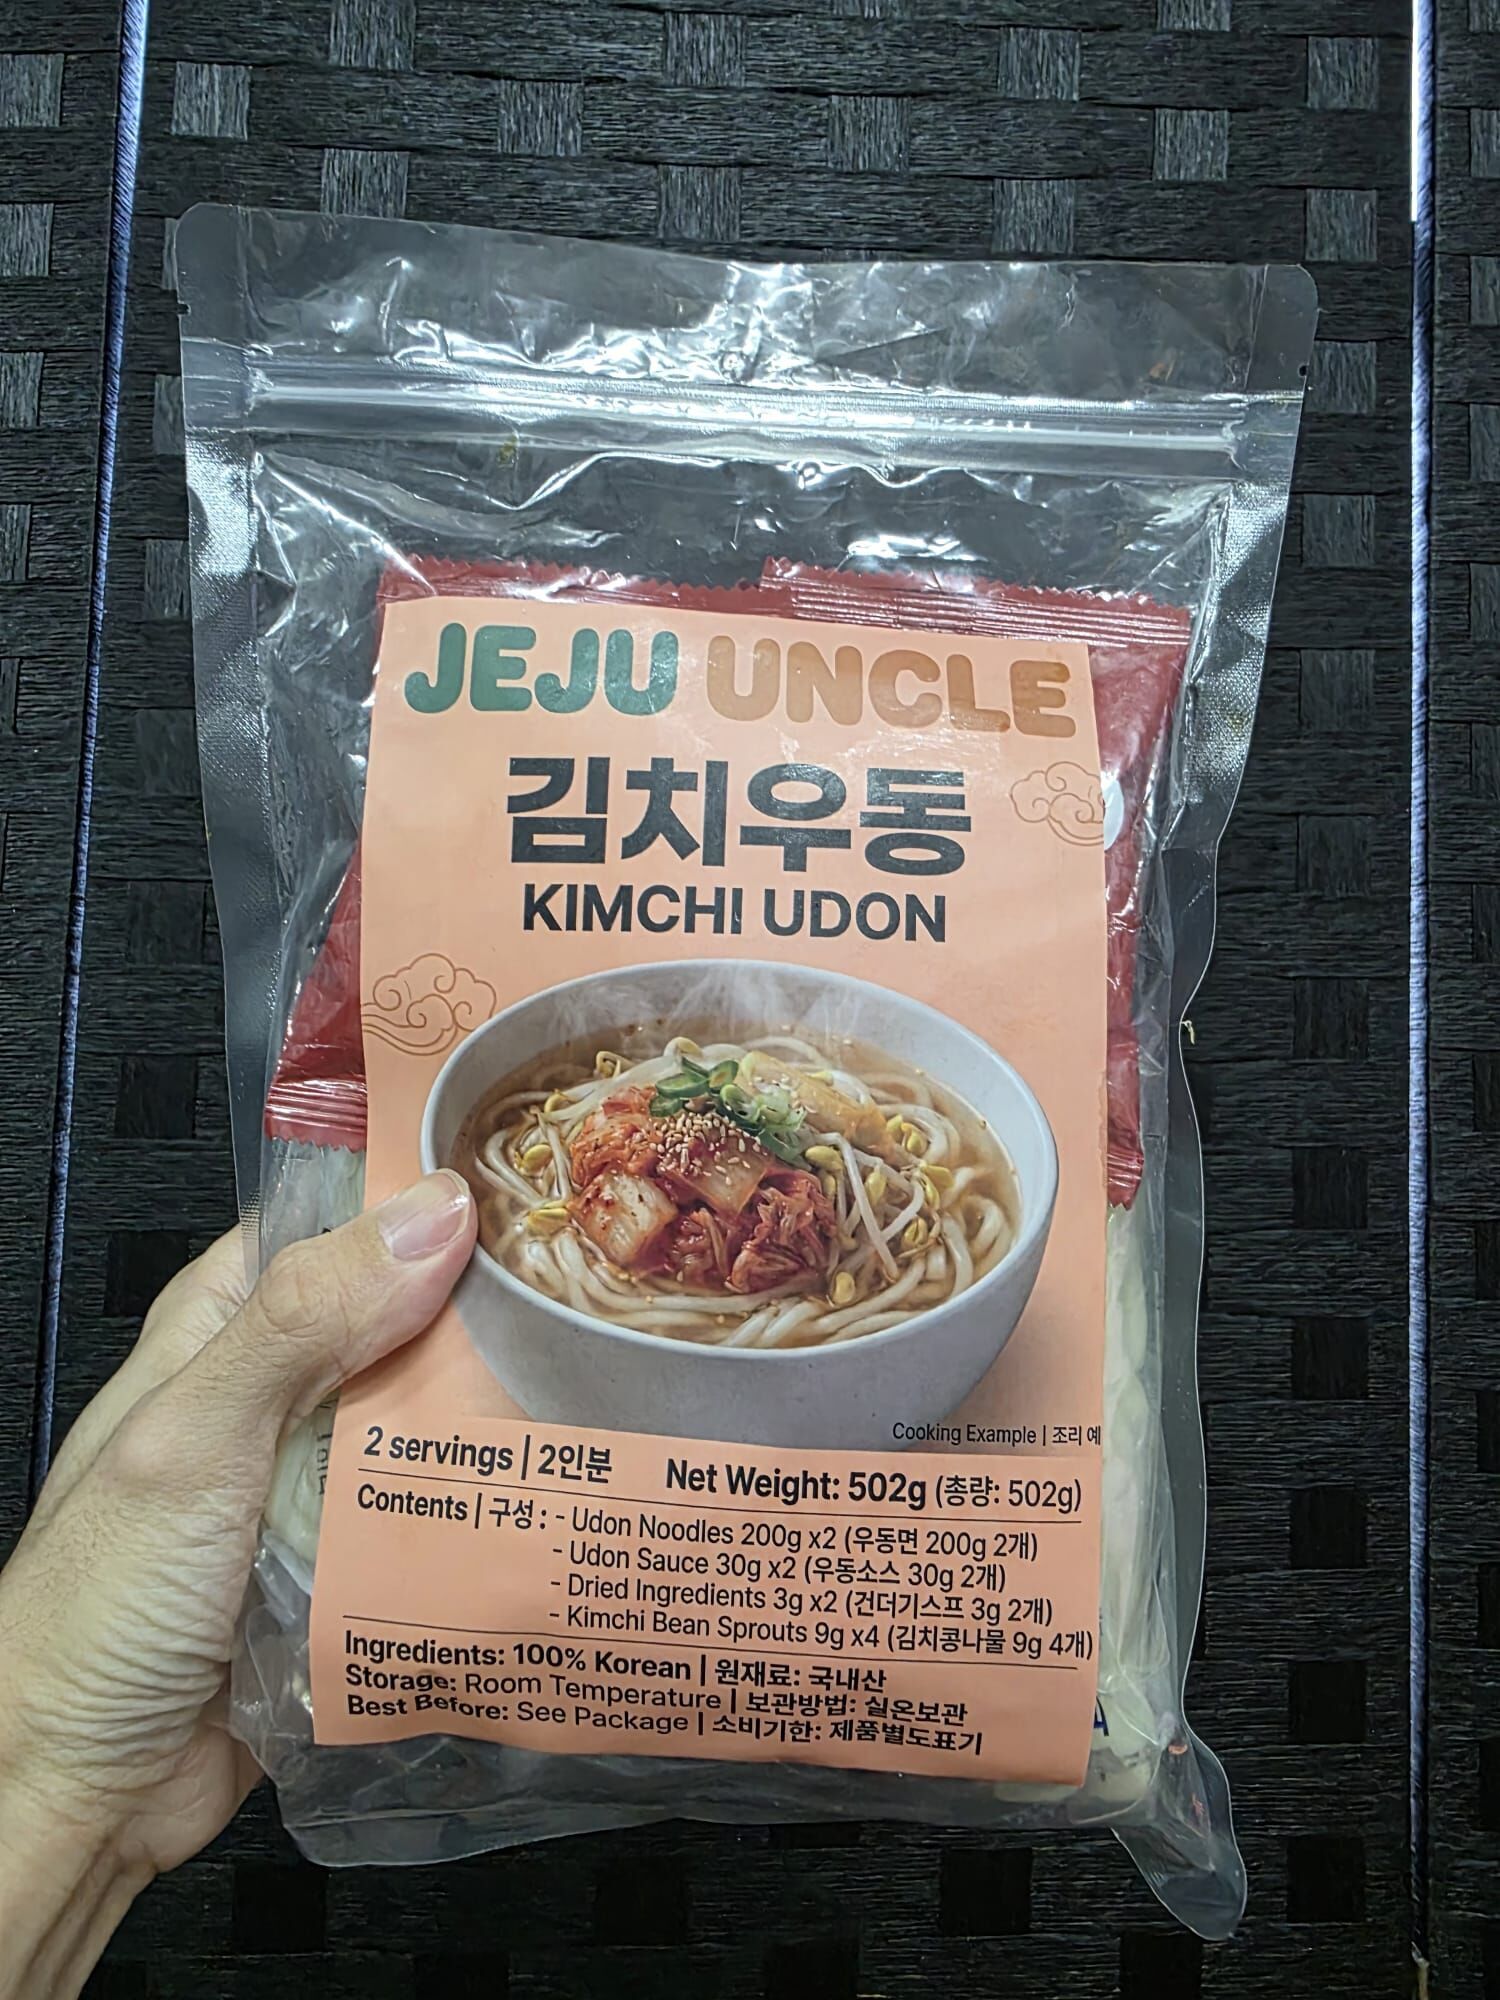 JEJU UNCLE
김치우동
KIMCHI UDON
Cooking Example | 조리 예
2 servings | 2인분 Net Weight: 502g (총량: 502g)
Contents | 구성 : - Udon Noodles 200g x2 (우동면 200g 2개)
- Udon Sauce 30g x2 (우동소스 30g 2개)
- Dried Ingredients 3g x2 (건더기스프 3g 2개)
- Kimchi Bean Sprouts 9g x4 (김치콩나물 9g 4개)
Ingredients: 100% Korean | 원재료: 국내산
Storage: Room Temperature | 보관방법: 실온보관
Best Before: See Package | 소비기한: 제품별도표기